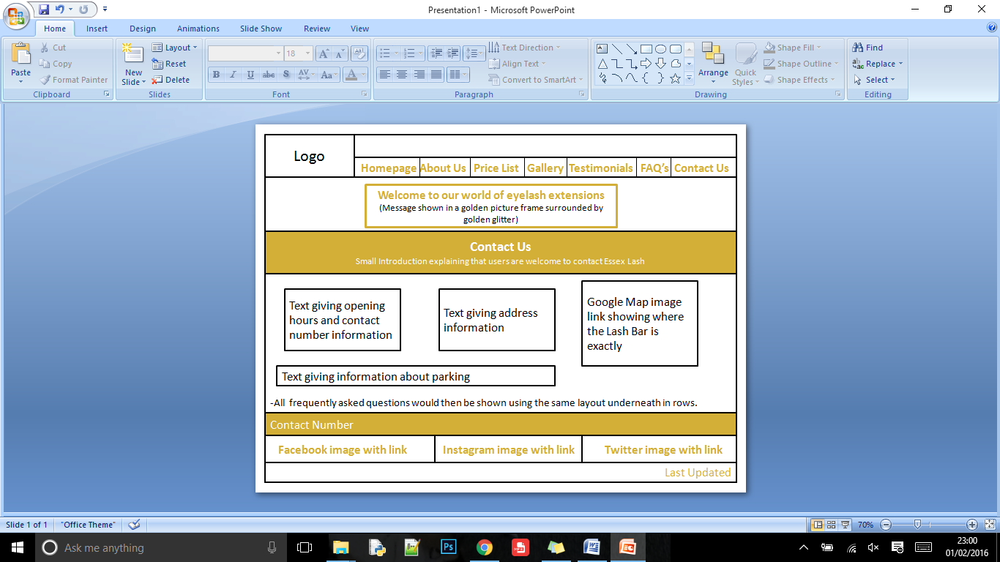 Presentation1 - Microsoft PowerPoint
Home Insert Design Animations Slide Show Review View
Paste
Cut
Copy
Format Painter
Clipboard
New Slide
Layout
Reset
Delete
Slides
18
B I U abc S AV Aa A
Font
Text Direction
Align Text
Convert to SmartArt
Paragraph
Arrange
Quick Styles
Shape Fill
Shape Outline
Shape Effects
Drawing
Find
Replace
Select
Editing
Logo
Homepage About Us Price List Gallery Testimonials FAQ’s Contact Us
Welcome to our world of eyelash extensions
(Message shown in a golden picture frame surrounded by
golden glitter)
Contact Us
Small Introduction explaining that users are welcome to contact Essex Lash
Text giving opening
hours and contact
number information
Text giving address
information
Google Map image
link showing where
the Lash Bar is
exactly
Text giving information about parking
-All frequently asked questions would then be shown using the same layout underneath in rows.
Contact Number
Facebook image with link Instagram image with link Twitter image with link
Last Updated
Slide 1 of 1 "Office Theme" 70%
Ask me anything
23:00
01/02/2016